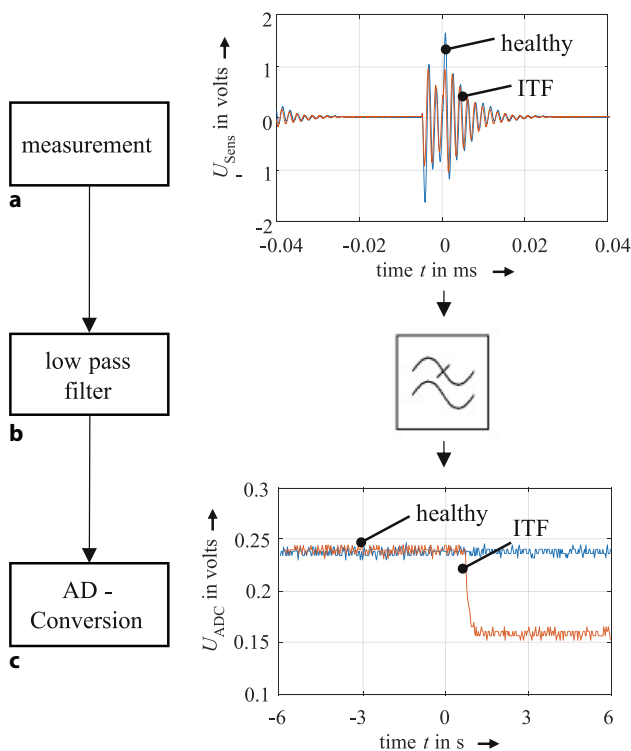 measurement
a
low pass
filter
b
AD -
Conversion
c
U_Sens in volts
2
1
0
1
-2
healthy
ITF
-0.04
-0.02
0
0.02
0.04
time t in ms
U_ADC in volts
0.3
0.25
0.2
0.15
0.1
healthy
ITF
-6
-3
0
3
6
time t in s